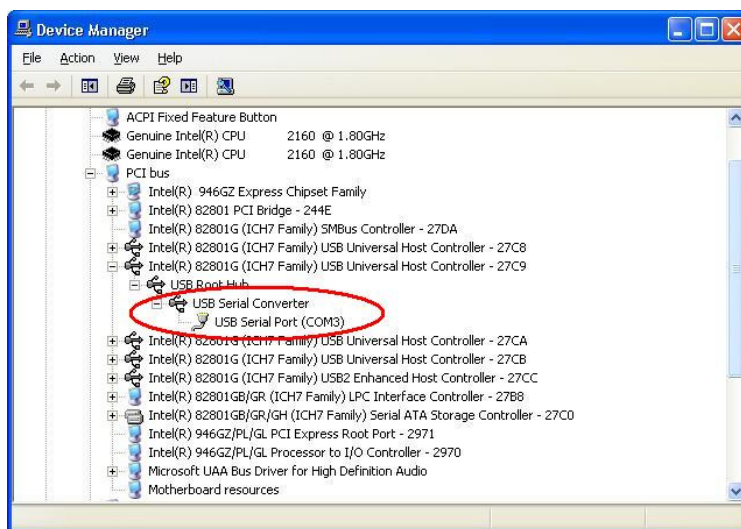 Device Manager
File Action View Help
ACPI Fixed Feature Button
Genuine Intel(R) CPU 2160 @ 1.80GHz
Genuine Intel(R) CPU 2160 @ 1.80GHz
PCI bus
Intel(R) 946GZ Express Chipset Family
Intel(R) 82801 PCI Bridge - 244E
Intel(R) 82801G (ICH7 Family) SMBus Controller - 27DA
Intel(R) 82801G (ICH7 Family) USB Universal Host Controller - 27C8
Intel(R) 82801G (ICH7 Family) USB Universal Host Controller - 27C9
USB Root Hub
USB Serial Converter
USB Serial Port (COM3)
Intel(R) 82801G (ICH7 Family) USB Universal Host Controller - 27CA
Intel(R) 82801G (ICH7 Family) USB Universal Host Controller - 27CB
Intel(R) 82801G (ICH7 Family) USB2 Enhanced Host Controller - 27CC
Intel(R) 82801GB/GR (ICH7 Family) LPC Interface Controller - 27B8
Intel(R) 82801GB/GR/GH (ICH7 Family) Serial ATA Storage Controller - 27C0
Intel(R) 946GZ/PL/GL PCI Express Root Port - 2971
Intel(R) 946GZ/PL/GL Processor to I/O Controller - 2970
Microsoft UAA Bus Driver for High Definition Audio
Motherboard resources